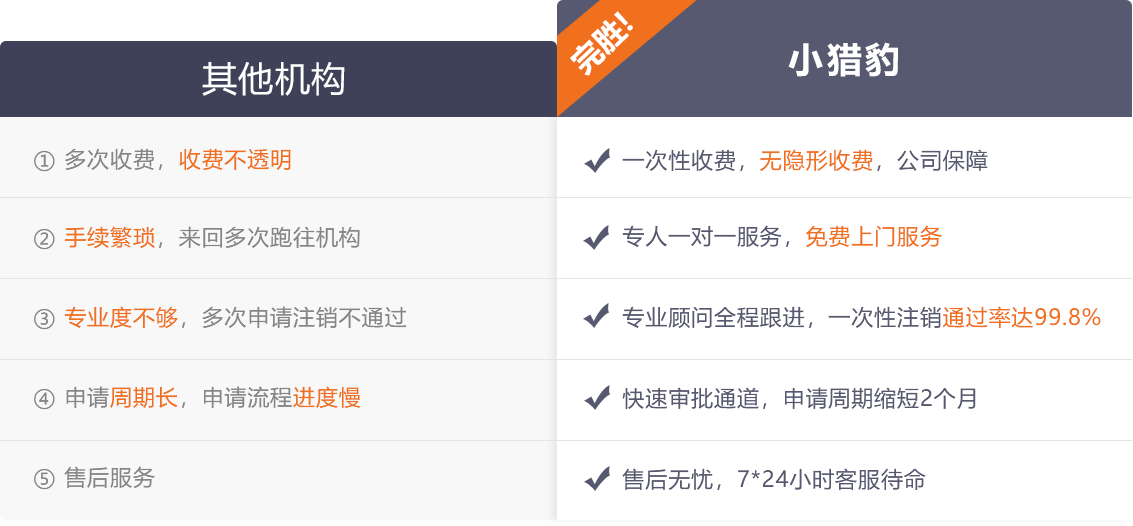 完胜!
其他机构
小猎豹
① 多次收费，收费不透明
一次性收费，无隐形收费，公司保障
② 手续繁琐，来回多次跑往机构
专人一对一服务，免费上门服务
③ 专业度不够，多次申请注销不通过
专业顾问全程跟进，一次性注销通过率达99.8%
④ 申请周期长，申请流程进度慢
快速审批通道，申请周期缩短2个月
⑤ 售后服务
售后无忧，7*24小时客服待命